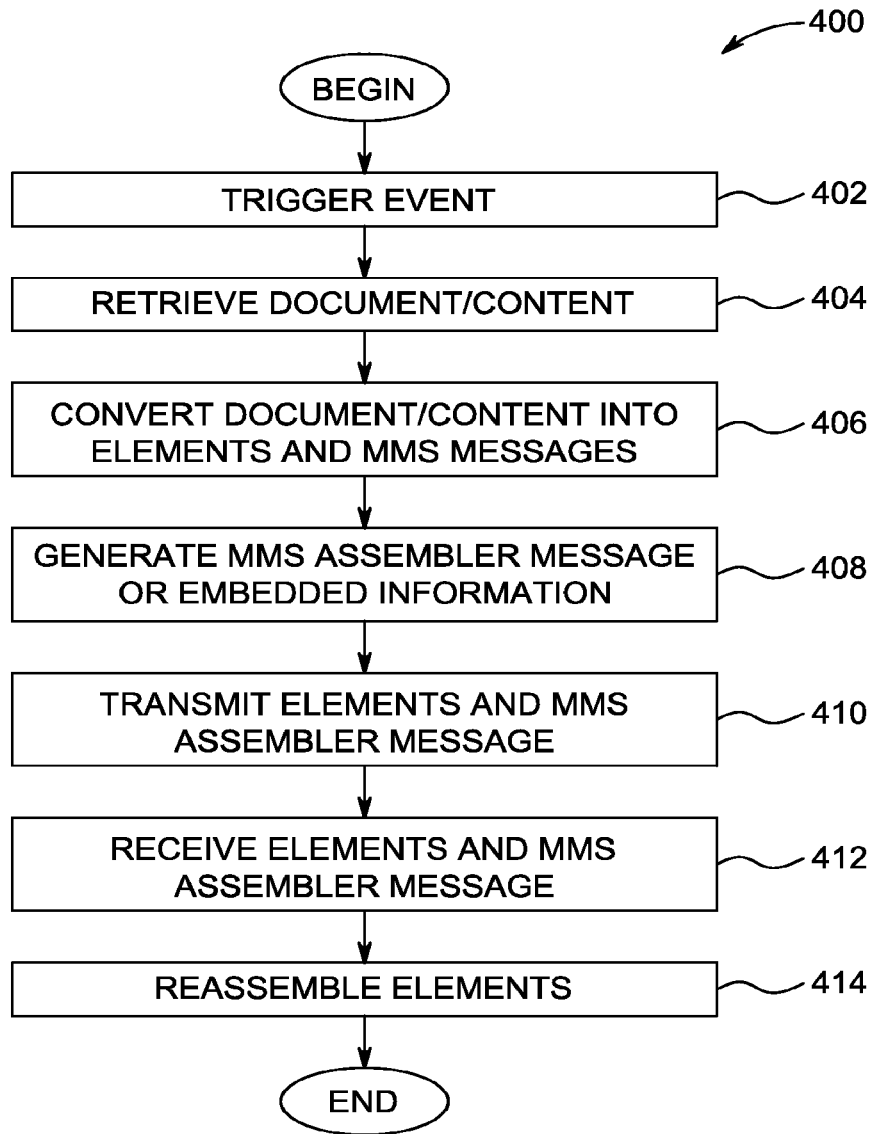 400
BEGIN
TRIGGER EVENT
402
RETRIEVE DOCUMENT/CONTENT
404
CONVERT DOCUMENT/CONTENT INTO
ELEMENTS AND MMS MESSAGES
406
GENERATE MMS ASSEMBLER MESSAGE
OR EMBEDDED INFORMATION
408
TRANSMIT ELEMENTS AND MMS
ASSEMBLER MESSAGE
410
RECEIVE ELEMENTS AND MMS
ASSEMBLER MESSAGE
412
REASSEMBLE ELEMENTS
414
END